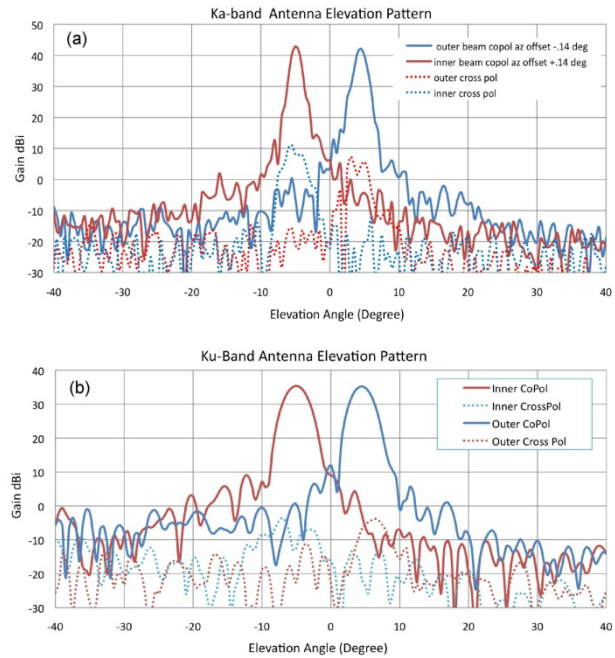 Ka-band Antenna Elevation Pattern
(a)
50
40
30
20
10
0
-10
-20
-30
Gain dBi
outer beam copol az offset -.14 deg
inner beam copol az offset +.14 deg
outer cross pol
inner cross pol
-40 -30 -20 -10 0 10 20 30 40
Elevation Angle (Degree)
Ku-Band Antenna Elevation Pattern
(b)
40
30
20
10
0
-10
-20
-30
Gain dBi
Inner CoPol
Inner CrossPol
Outer CoPol
Outer Cross Pol
-40 -30 -20 -10 0 10 20 30 40
Elevation Angle (Degree)